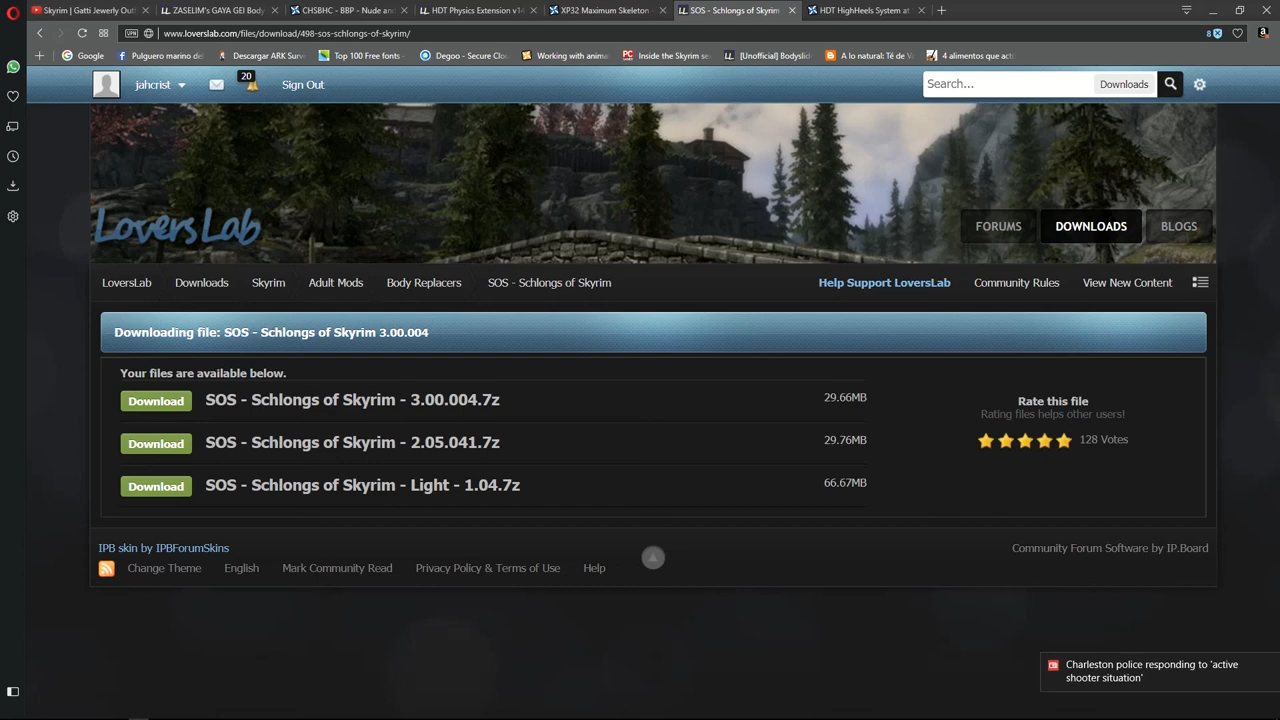 Skyrim | Gatti Jewerly Out
ZASELIM's GAYA GEI Body
CHSBHC - BBP - Nude and
HDT Physics Extension v14
XP32 Maximum Skeleton -
SOS - Schlongs of Skyrim
HDT HighHeels System at
VPN
www.loverslab.com/files/download/498-sos-schlongs-of-skyrim/
8
Google
Pulguero marino del
Descargar ARK Surv
Top 100 Free fonts -
Degoo - Secure Clo
Working with anima
Inside the Skyrim se
[Unofficial] Bodyslid
A lo natural: Té de V
4 alimentos que act
jahcrist
20
Sign Out
Search...
Downloads
LoversLab
FORUMS
DOWNLOADS
BLOGS
LoversLab
Downloads
Skyrim
Adult Mods
Body Replacers
SOS - Schlongs of Skyrim
Help Support LoversLab
Community Rules
View New Content
Downloading file: SOS - Schlongs of Skyrim 3.00.004
Your files are available below.
Download SOS - Schlongs of Skyrim - 3.00.004.7z 29.66MB
Download SOS - Schlongs of Skyrim - 2.05.041.7z 29.76MB
Download SOS - Schlongs of Skyrim - Light - 1.04.7z 66.67MB
Rate this file
Rating files helps other users!
128 Votes
IPB skin by IPBForumSkins
Community Forum Software by IP.Board
Change Theme
English
Mark Community Read
Privacy Policy & Terms of Use
Help
Charleston police responding to 'active
shooter situation'